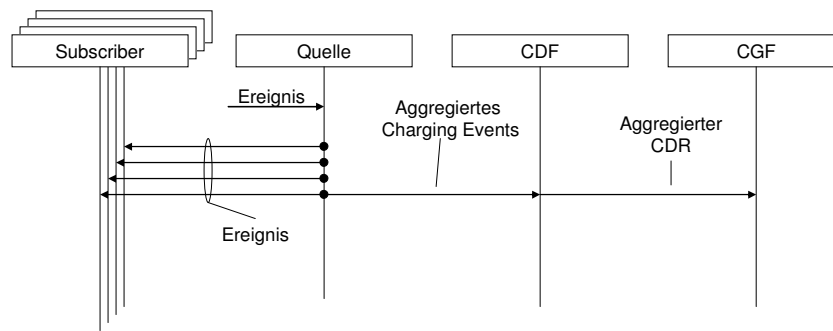 Subscriber
Quelle
CDF
CGF
Ereignis
Aggregiertes
Charging Events
Aggregierter
CDR
Ereignis